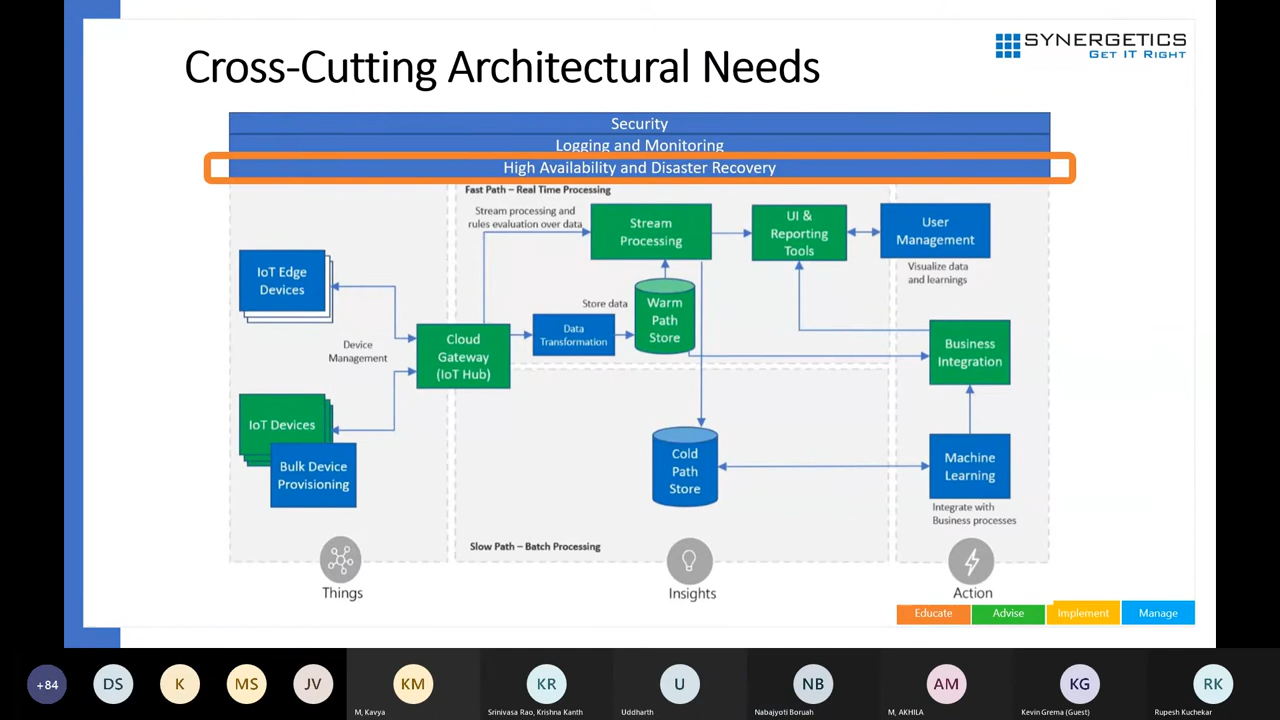 Cross-Cutting Architectural Needs
SYNERGETICS
GET IT RIGHT
Security
Logging and Monitoring
High Availability and Disaster Recovery
Fast Path – Real Time Processing
Stream processing and
rules evaluation over data
Stream
Processing
UI &
Reporting
Tools
User
Management
Visualize data
and learnings
IoT Edge
Devices
Store data
Warm
Path
Store
Data
Transformation
Device
Management
Cloud
Gateway
(IoT Hub)
Business
Integration
IoT Devices
Bulk Device
Provisioning
Cold
Path
Store
Machine
Learning
Integrate with
Business processes
Slow Path – Batch Processing
Things
Insights
Action
Educate
Advise
Implement
Manage
+84
DS
K
MS
JV
KM
KR
U
NB
AM
KG
RK
M, Kavya
Srinivasa Rao, Krishna Kanth
Uddharth
Nabajyoti Boruah
M, AKHILA
Kevin Grema (Guest)
Rupesh Kuchekar